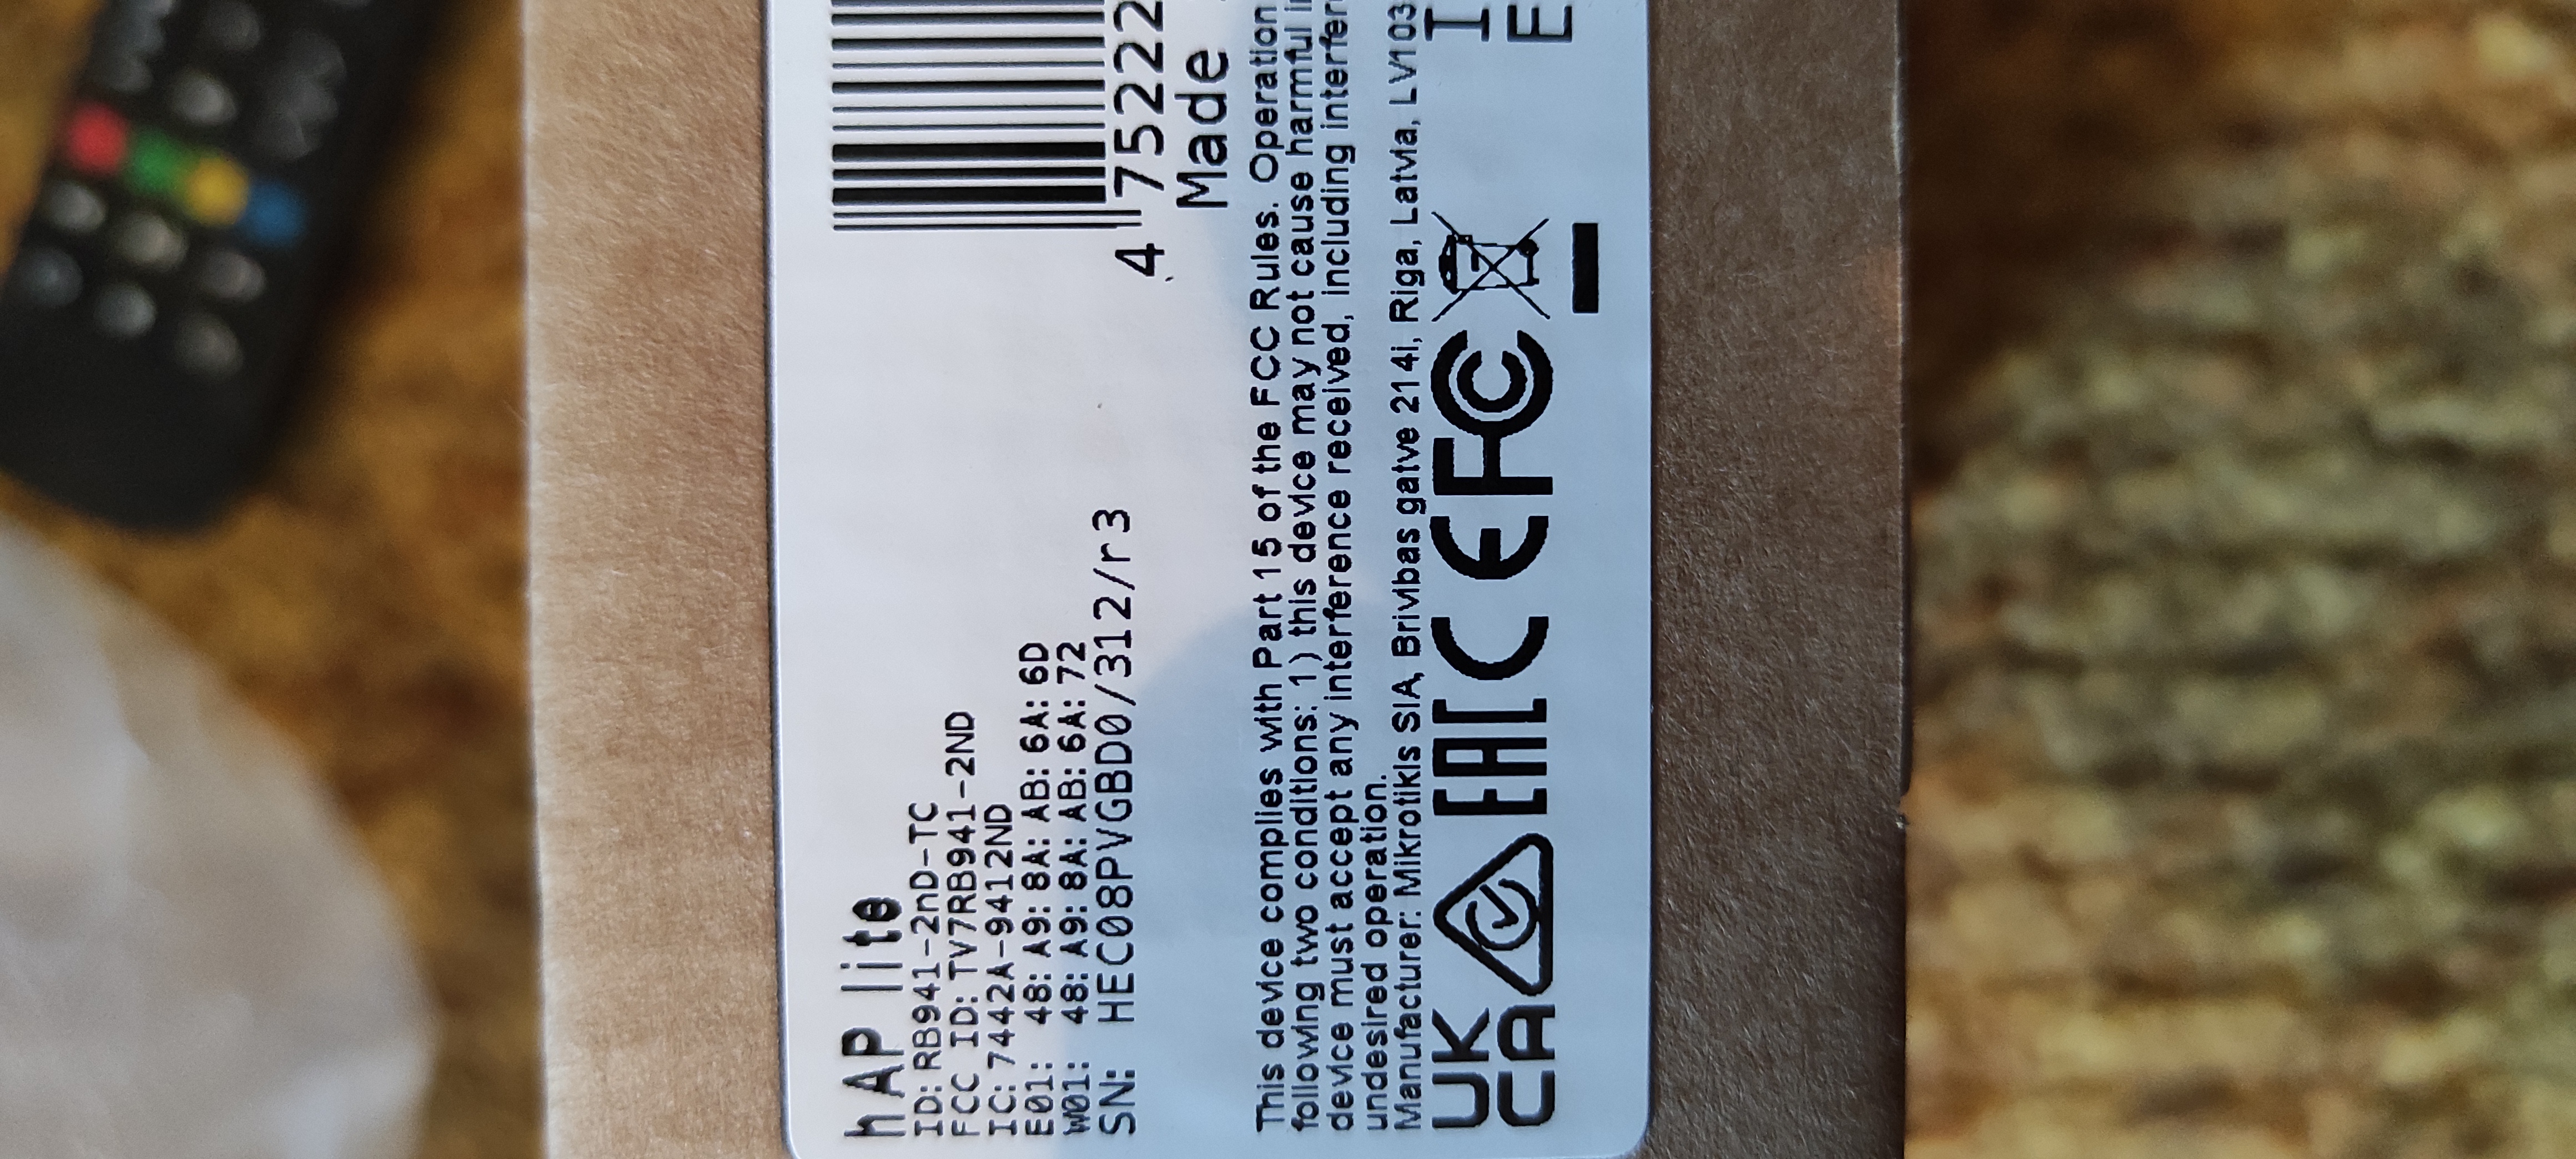 hAP lite
ID: RB941-2nD-TC
FCC ID: TV7RB941-2ND
IC: 7442A-9412ND
E01: 48: A9: 8A: AB: 6A: 6D
W01: 48: A9: 8A: AB: 6A: 72
SN: HEC08PVGBD0/312/r3
4 75222
Made
This device complies with Part 15 of the FCC Rules. Operation
following two conditions: 1) this device may not cause harmful
device must accept any interference received, including
undesired operation.
Manufacturer: Mikrotikls SIA, Brivibas gatve 214i, Riga, Latvia, LV103
UK
CA EAC CE FC